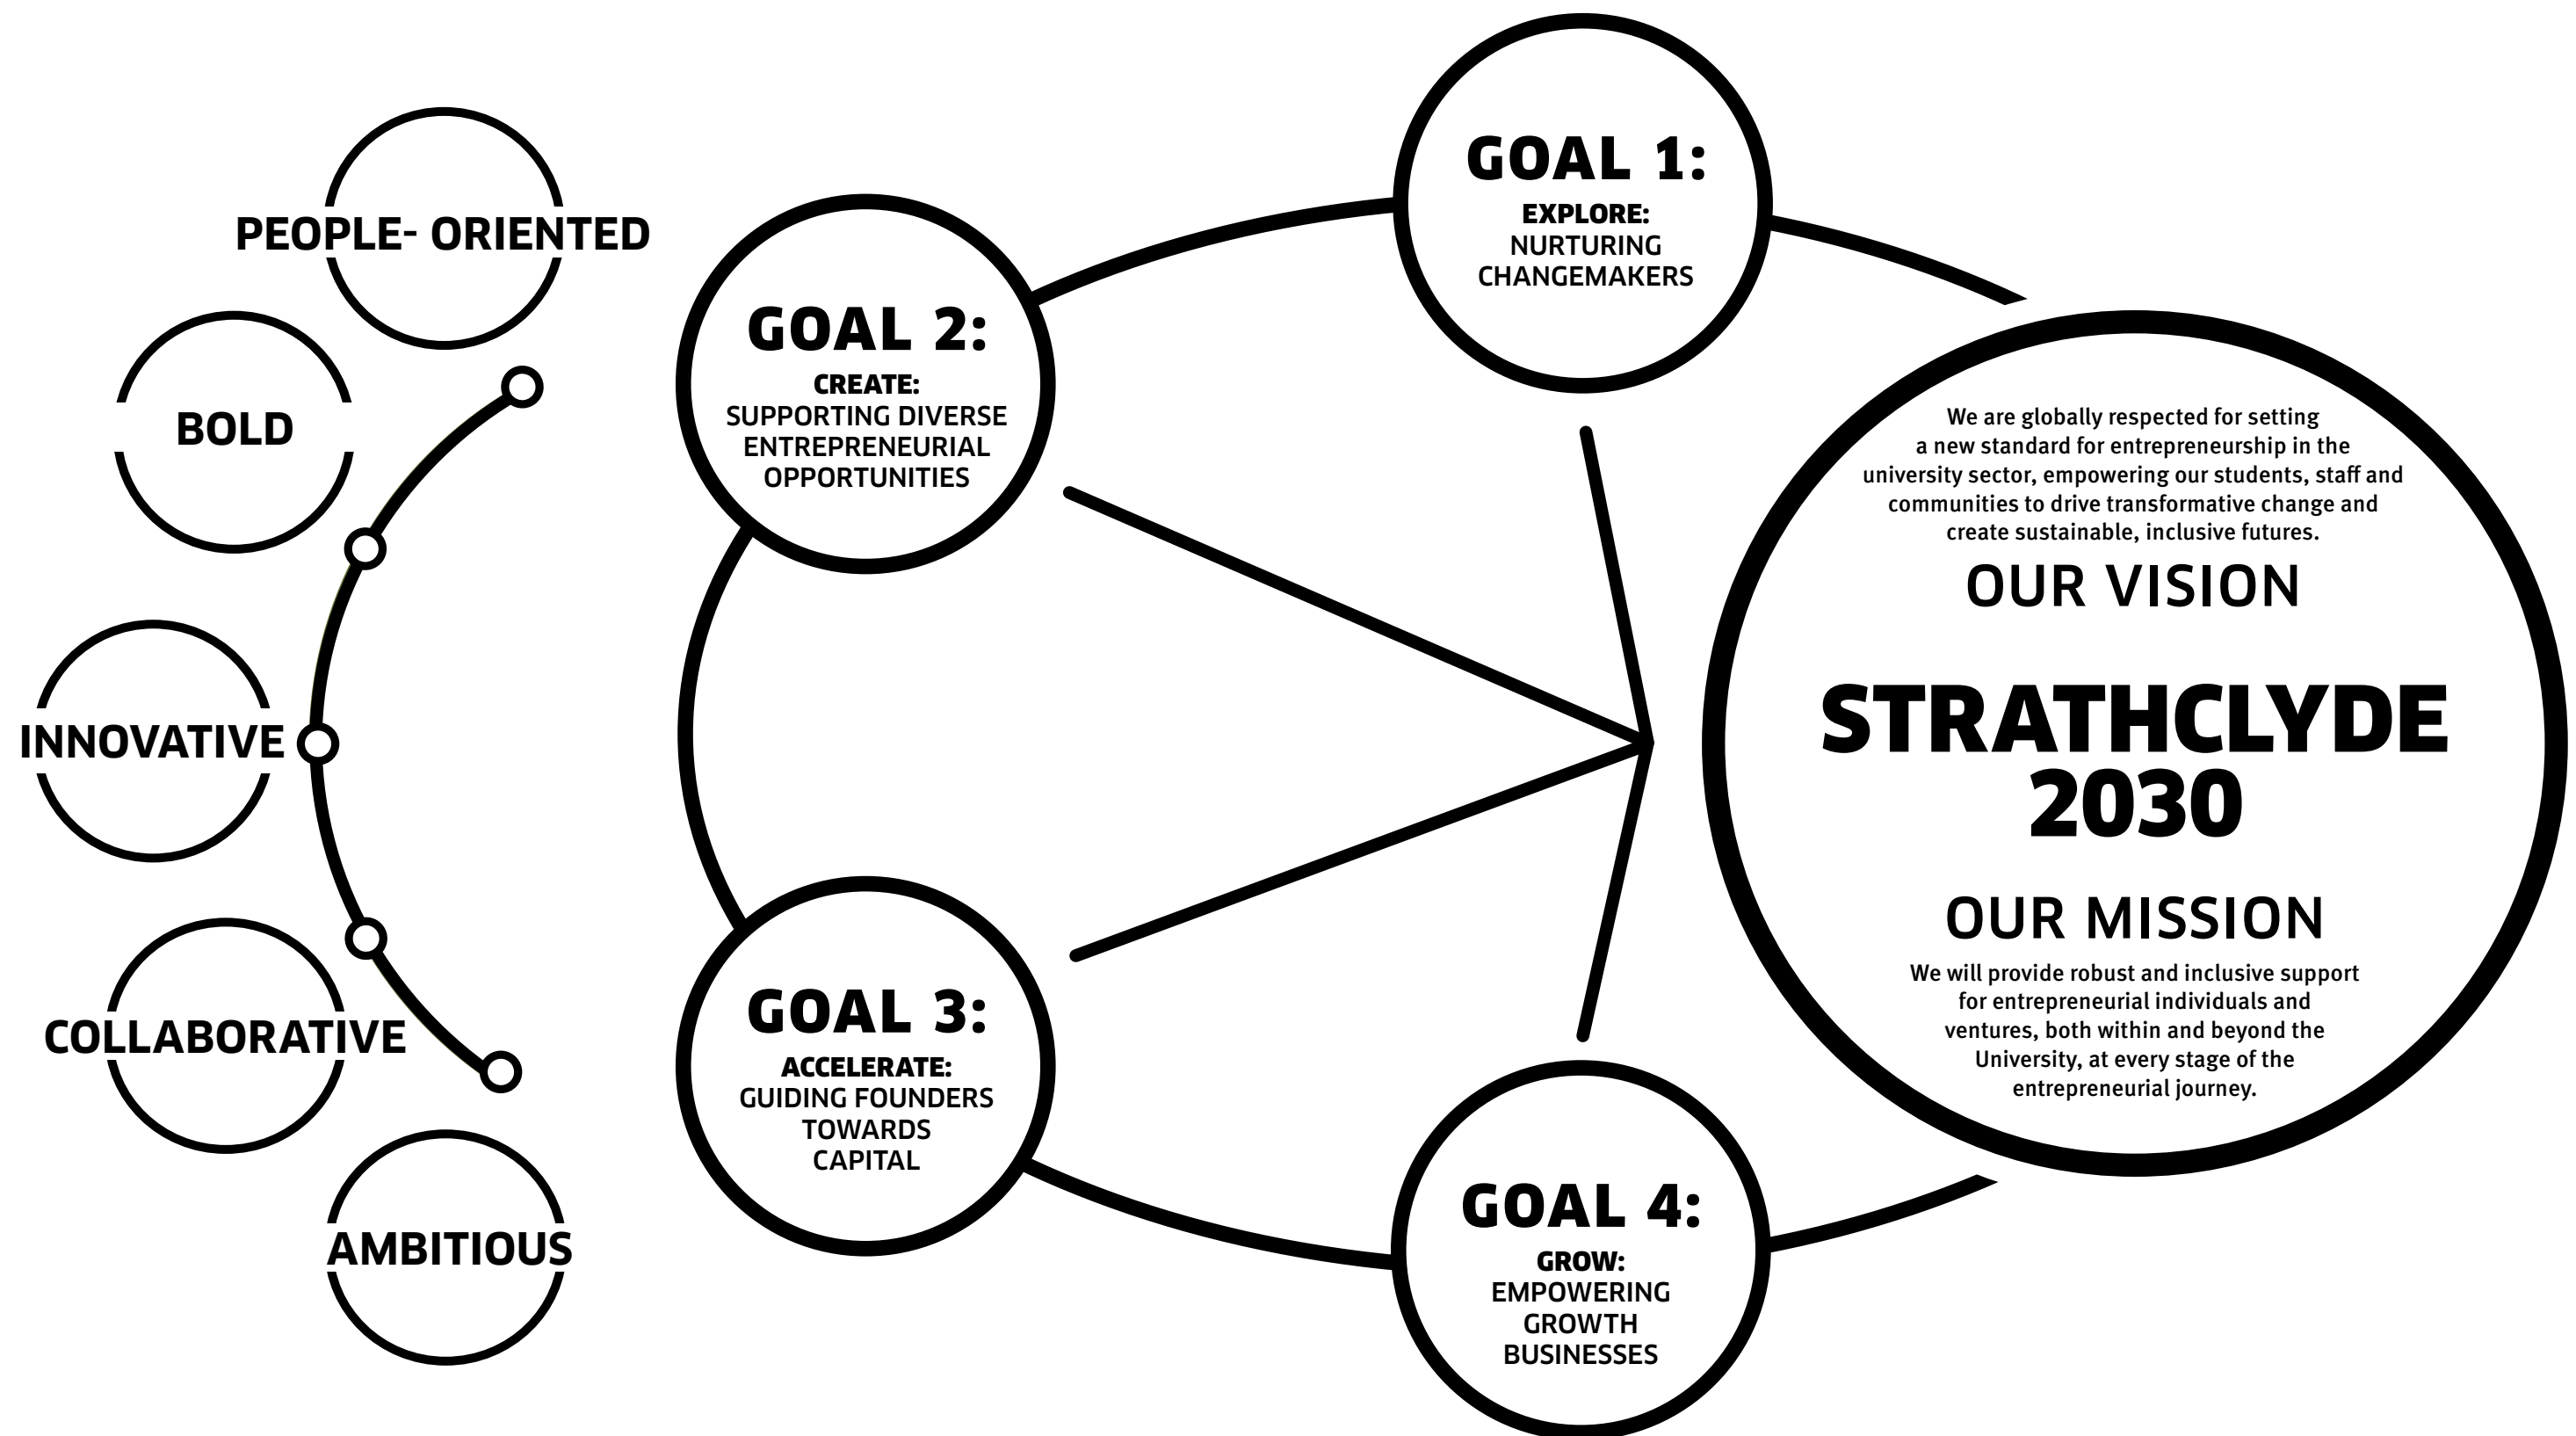 PEOPLE- ORIENTED
BOLD
INNOVATIVE
COLLABORATIVE
AMBITIOUS
GOAL 1:
EXPLORE:
NURTURING
CHANGEMAKERS
GOAL 2:
CREATE:
SUPPORTING DIVERSE
ENTREPRENEURIAL
OPPORTUNITIES
GOAL 3:
ACCELERATE:
GUIDING FOUNDERS
TOWARDS
CAPITAL
GOAL 4:
GROW:
EMPOWERING
GROWTH
BUSINESSES
We are globally respected for setting
a new standard for entrepreneurship in the
university sector, empowering our students, staff and
communities to drive transformative change and
create sustainable, inclusive futures.
OUR VISION
STRATHCLYDE
2030
OUR MISSION
We will provide robust and inclusive support
for entrepreneurial individuals and
ventures, both within and beyond the
University, at every stage of the
entrepreneurial journey.